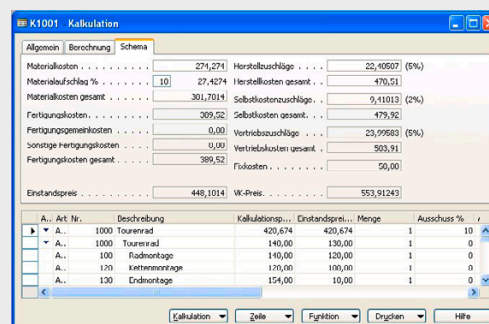 K1001 Kalkulation
Allgemein Berechnung Schema
Materialkosten 274,274 Herstellzuschläge 22,40507 (5%)
Materialaufschlag % 10 27,4274 Herstellkosten gesamt 470,51
Materialkosten gesamt 301,7014 Selbstkostenzuschläge 9,41013 (2%)
Fertigungskosten 309,52 Selbstkosten gesamt 479,92
Fertigungsgemeinkosten 0,00 Vertriebszuschläge 23,99583 (5%)
Sonstige Fertigungskosten 0,00 Vertriebskosten gesamt 503,91
Fertigungskosten gesamt 389,52 Fixkosten 50,00
Einstandspreis 448,1014 VK-Preis 553,91243
A.. Art Nr. Beschreibung Kalkulationsp... Einstandsprei... Menge Ausschuss %
A.. 1000 Tourenrad 420,674 420,674 1 10
A.. 1000 Tourenrad 140,00 130,00 1 0
A.. 100 Radmontage 140,00 120,00 1 0
A.. 120 Kettenmontage 120,00 100,00 1 0
A.. 130 Endmontage 154,00 10,00 1 0
Kalkulation Zeile Funktion Drucken Hilfe